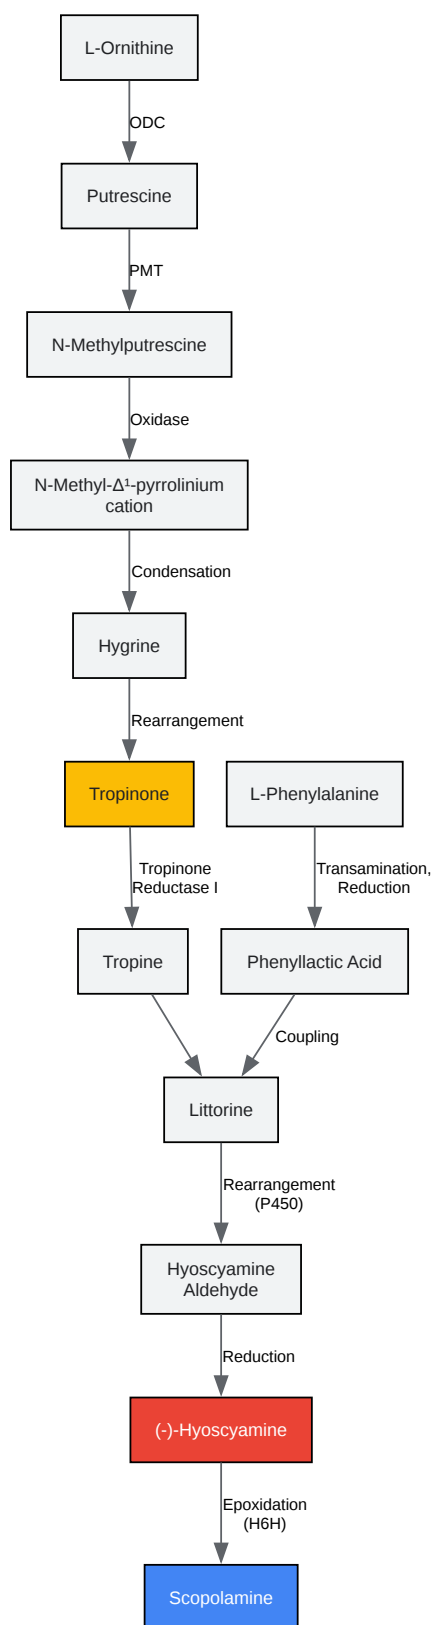 L-Ornithine
ODC
Putrescine
PMT
N-Methylputrescine
Oxidase
N-Methyl-Δ¹-pyrrolinium
cation
Condensation
Hygrine
Rearrangement
Tropinone
L-Phenylalanine
Tropinone
Reductase I
Transamination,
Reduction
Tropine
Phenyllactic Acid
Coupling
Littorine
Rearrangement
(P450)
Hyoscyamine
Aldehyde
Reduction
(-)-Hyoscyamine
Epoxidation
(H6H)
Scopolamine